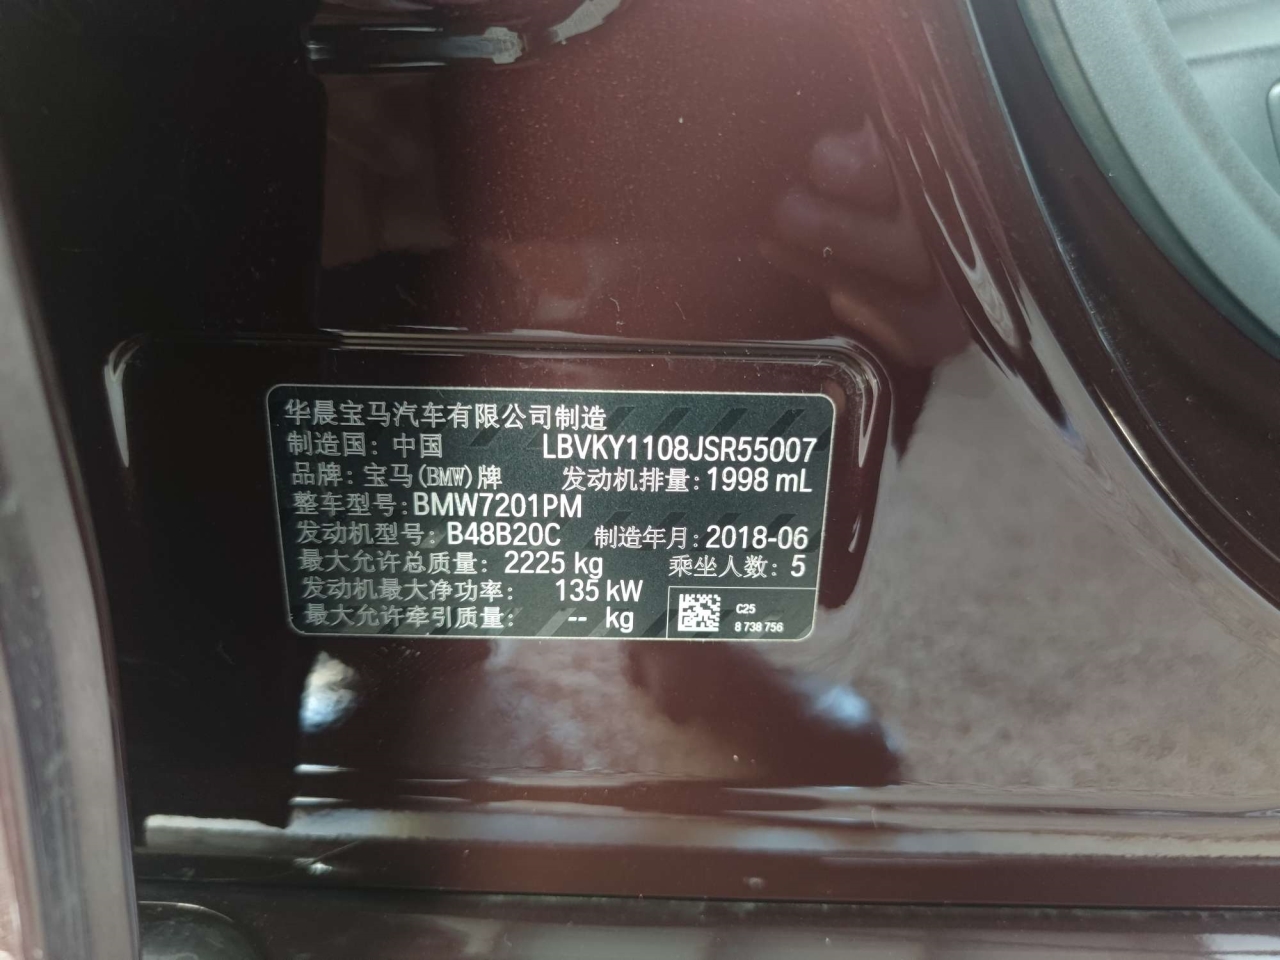 华晨宝马汽车有限公司制造
制造国: 中国 LBVKY1108JSR55007
品牌: 宝马(BMW)牌 发动机排量: 1998 mL
整车型号: BMW7201PM
发动机型号: B48B20C 制造年月: 2018-06
最大允许总质量: 2225 kg 乘坐人数: 5
发动机最大净功率: 135 kW
最大允许牵引质量: -- kg
C25
8 738 756